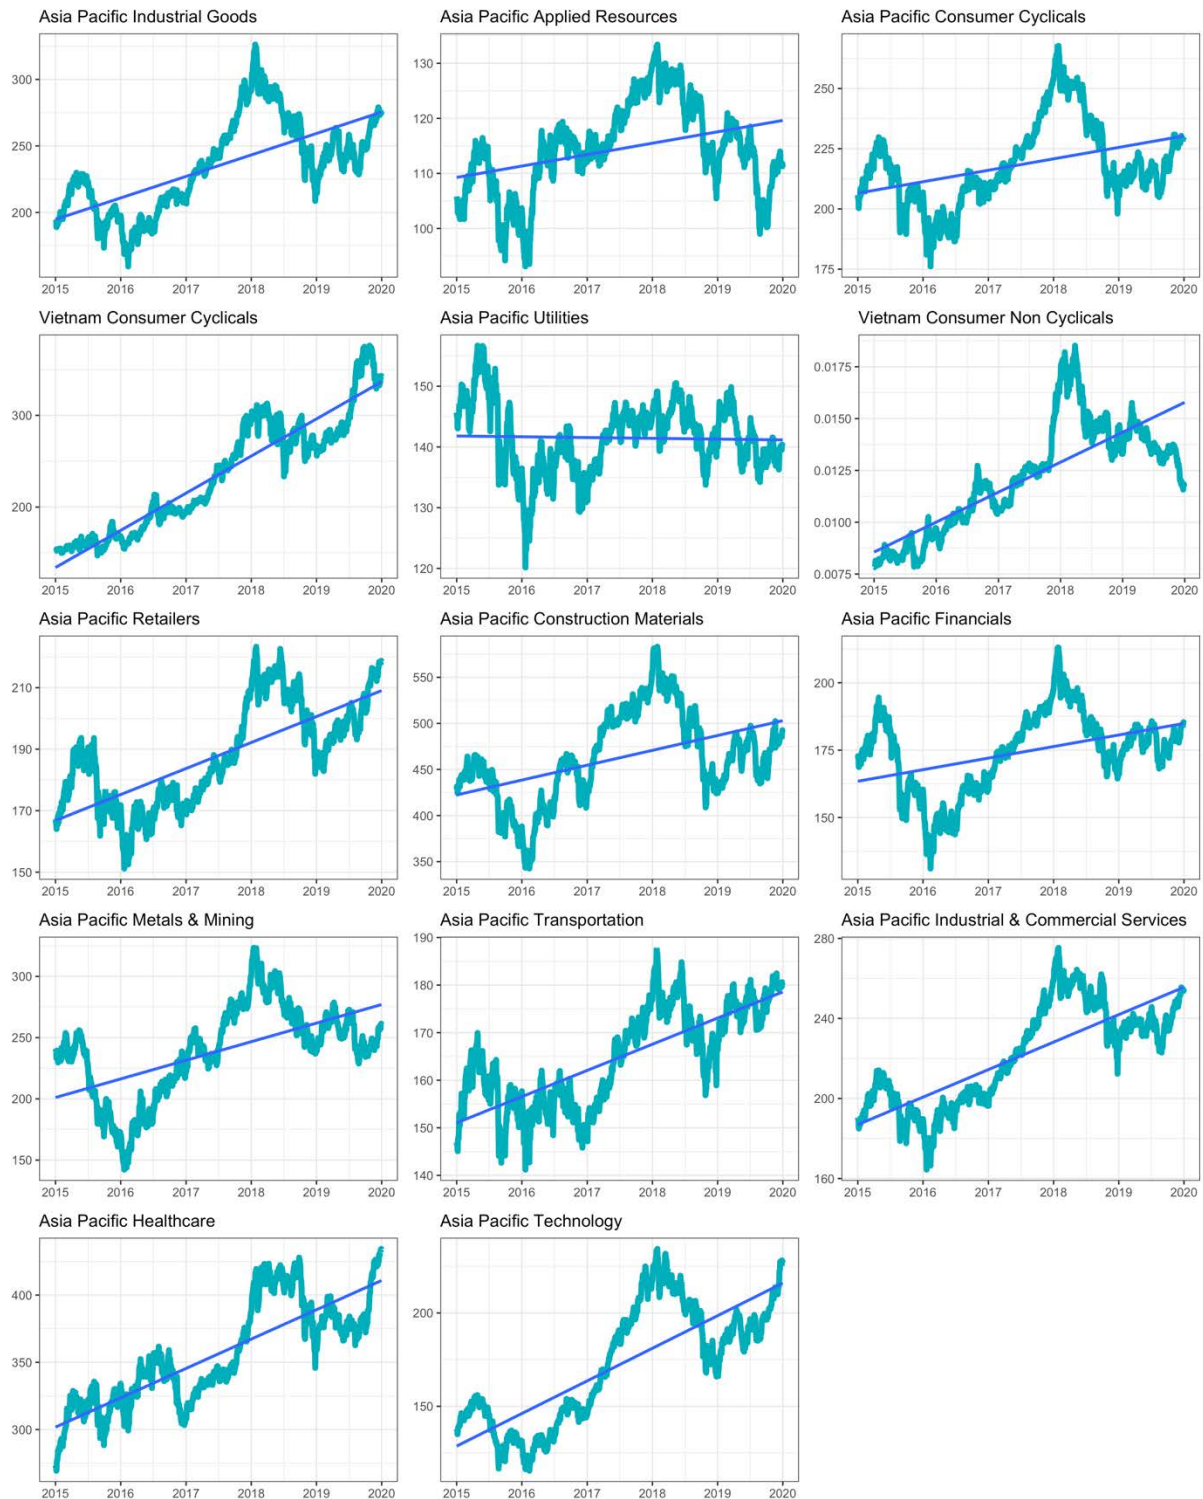 Asia Pacific Industrial Goods
300
250
200
2015 2016 2017 2018 2019 2020
Asia Pacific Applied Resources
130
120
110
100
2015 2016 2017 2018 2019 2020
Asia Pacific Consumer Cyclicals
250
225
200
175
2015 2016 2017 2018 2019 2020
Vietnam Consumer Cyclicals
300
200
2015 2016 2017 2018 2019 2020
Asia Pacific Utilities
150
140
130
120
2015 2016 2017 2018 2019 2020
Vietnam Consumer Non Cyclicals
0.0175
0.0150
0.0125
0.0100
0.0075
2015 2016 2017 2018 2019 2020
Asia Pacific Retailers
210
190
170
150
2015 2016 2017 2018 2019 2020
Asia Pacific Construction Materials
550
500
450
400
350
2015 2016 2017 2018 2019 2020
Asia Pacific Financials
200
175
150
2015 2016 2017 2018 2019 2020
Asia Pacific Metals & Mining
300
250
200
150
2015 2016 2017 2018 2019 2020
Asia Pacific Transportation
190
180
170
160
150
140
2015 2016 2017 2018 2019 2020
Asia Pacific Industrial & Commercial Services
280
240
200
160
2015 2016 2017 2018 2019 2020
Asia Pacific Healthcare
400
350
300
2015 2016 2017 2018 2019 2020
Asia Pacific Technology
200
150
2015 2016 2017 2018 2019 2020